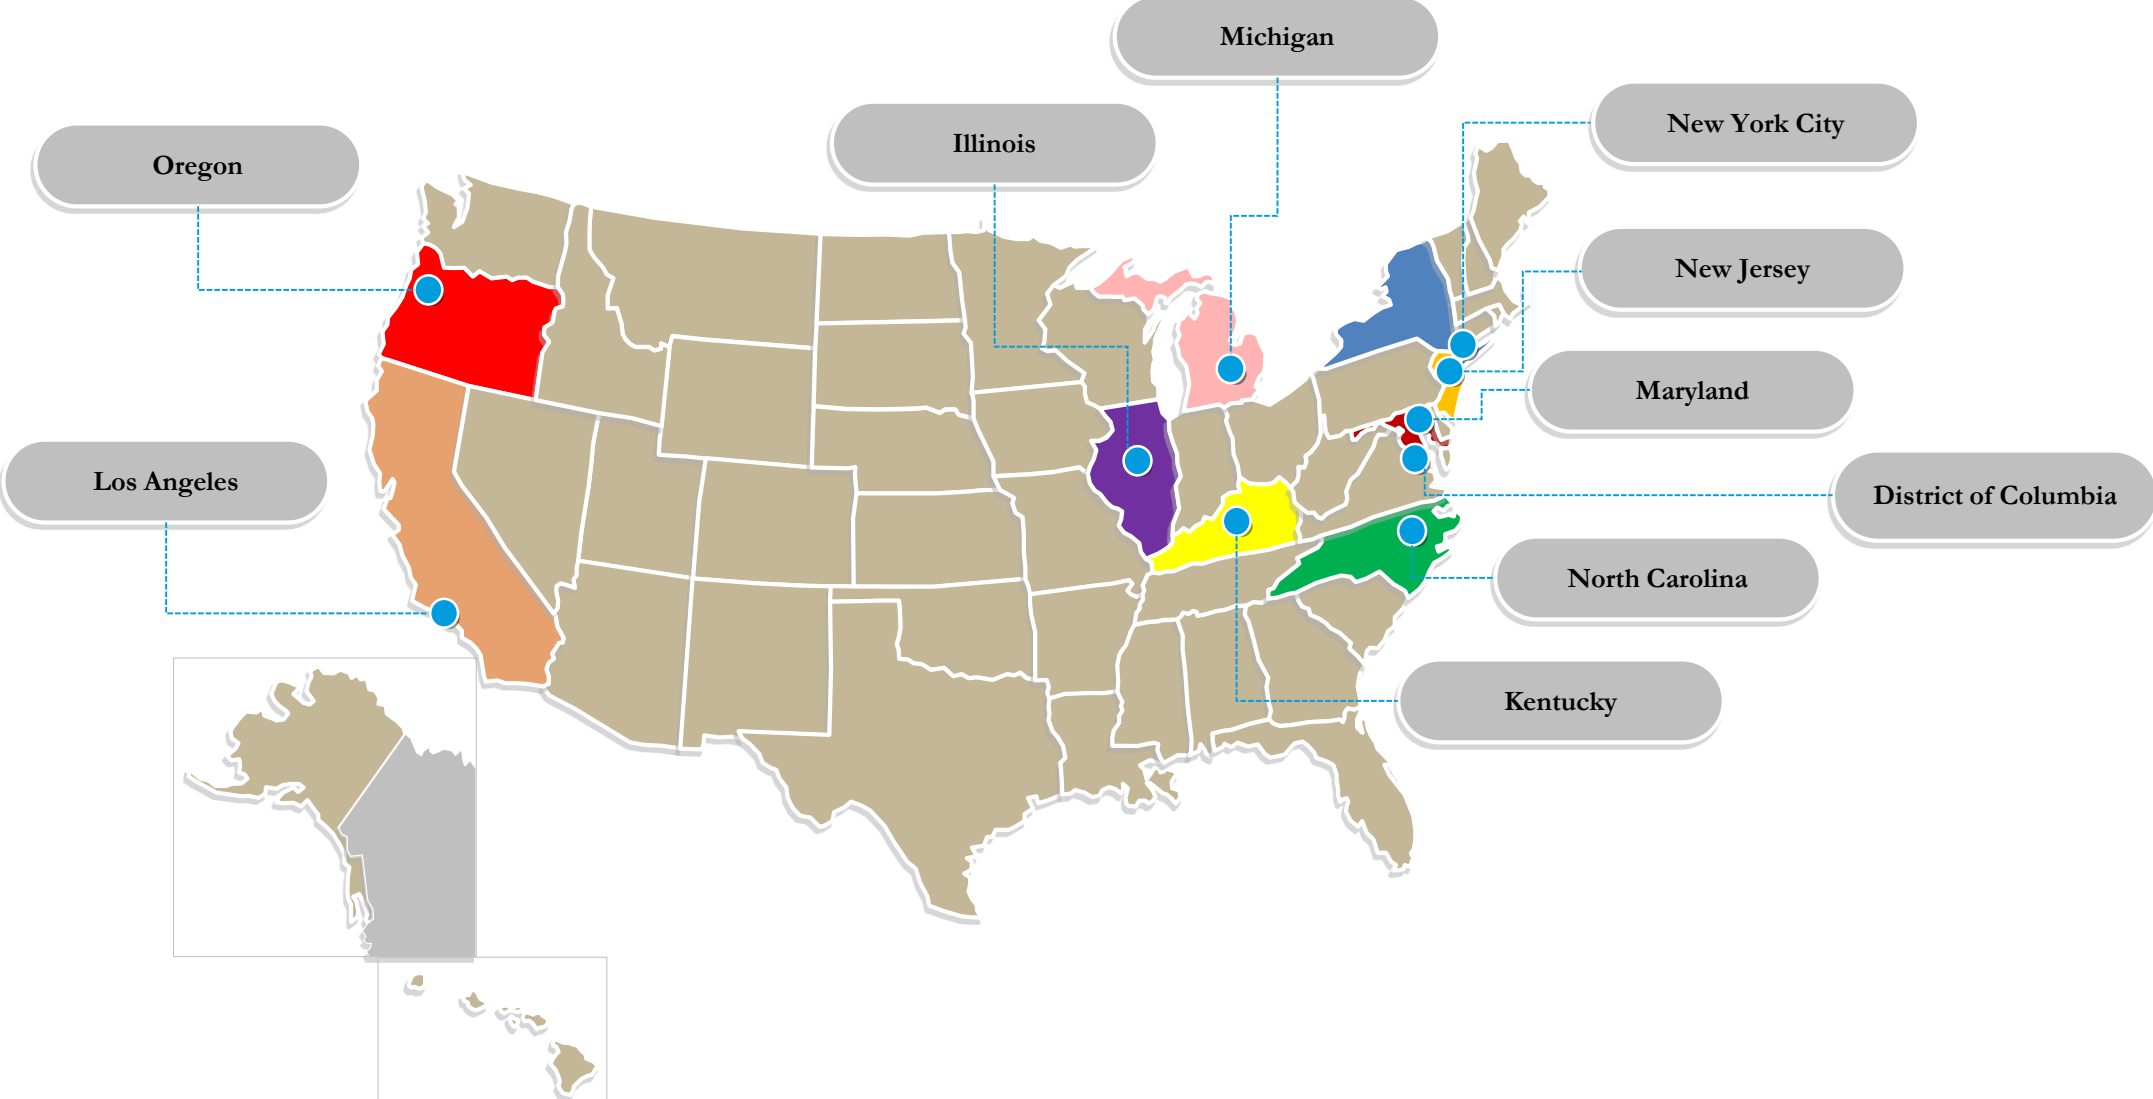 Michigan
New York City
Illinois
Oregon
New Jersey
Maryland
Los Angeles
District of Columbia
North Carolina
Kentucky